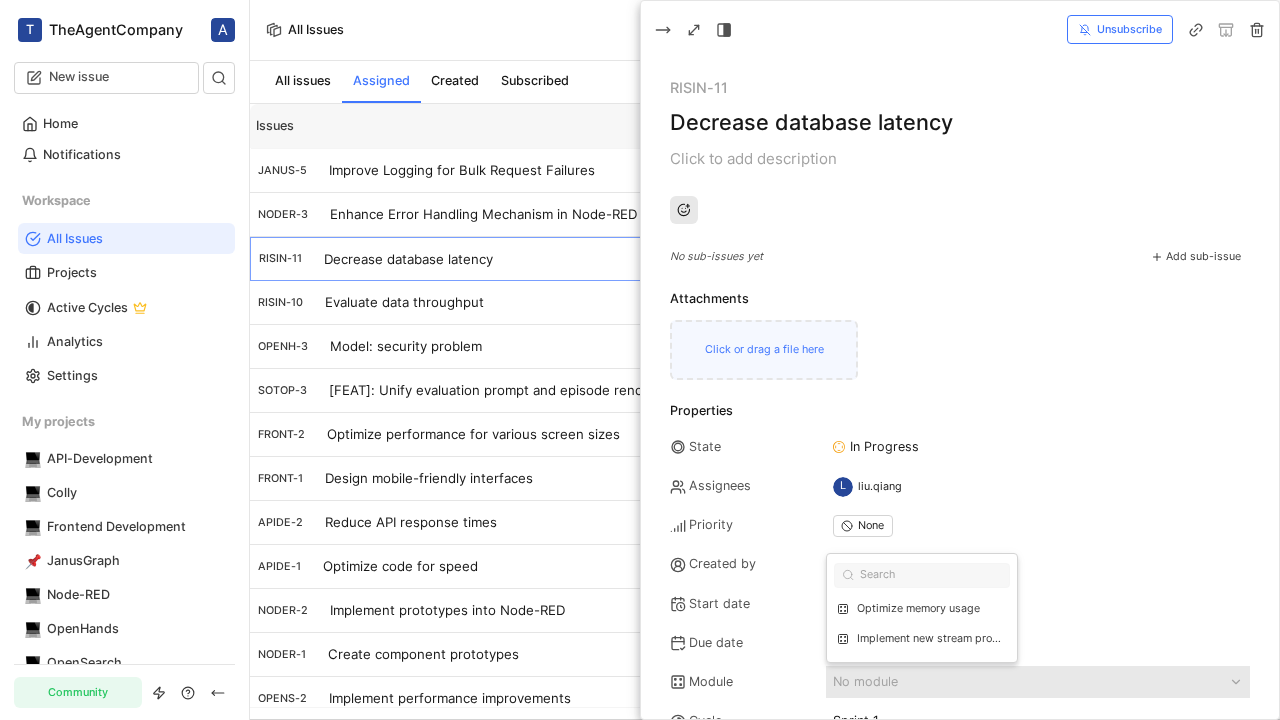 T TheAgentCompany A
New issue
Home
Notifications
Workspace
All Issues
Projects
Active Cycles
Analytics
Settings
My projects
API-Development
Colly
Frontend Development
JanusGraph
Node-RED
OpenHands
OpenSearch
Community
All Issues
All issues Assigned Created Subscribed
Issues
JANUS-5 Improve Logging for Bulk Request Failures
NODER-3 Enhance Error Handling Mechanism in Node-RED
RISIN-11 Decrease database latency
RISIN-10 Evaluate data throughput
OPENH-3 Model: security problem
SOTOP-3 [FEAT]: Unify evaluation prompt and episode
FRONT-2 Optimize performance for various screen sizes
FRONT-1 Design mobile-friendly interfaces
APIDE-2 Reduce API response times
APIDE-1 Optimize code for speed
NODER-2 Implement prototypes into Node-RED
NODER-1 Create component prototypes
OPENS-2 Implement performance improvements
Unsubscribe
RISIN-11
Decrease database latency
Click to add description
No sub-issues yet
Add sub-issue
Attachments
Click or drag a file here
Properties
State In Progress
Assignees L liu.qiang
Priority None
Created by
Start date
Due date
Search
Optimize memory usage
Implement new stream pro...
Module No module
Cycle Sprint 1